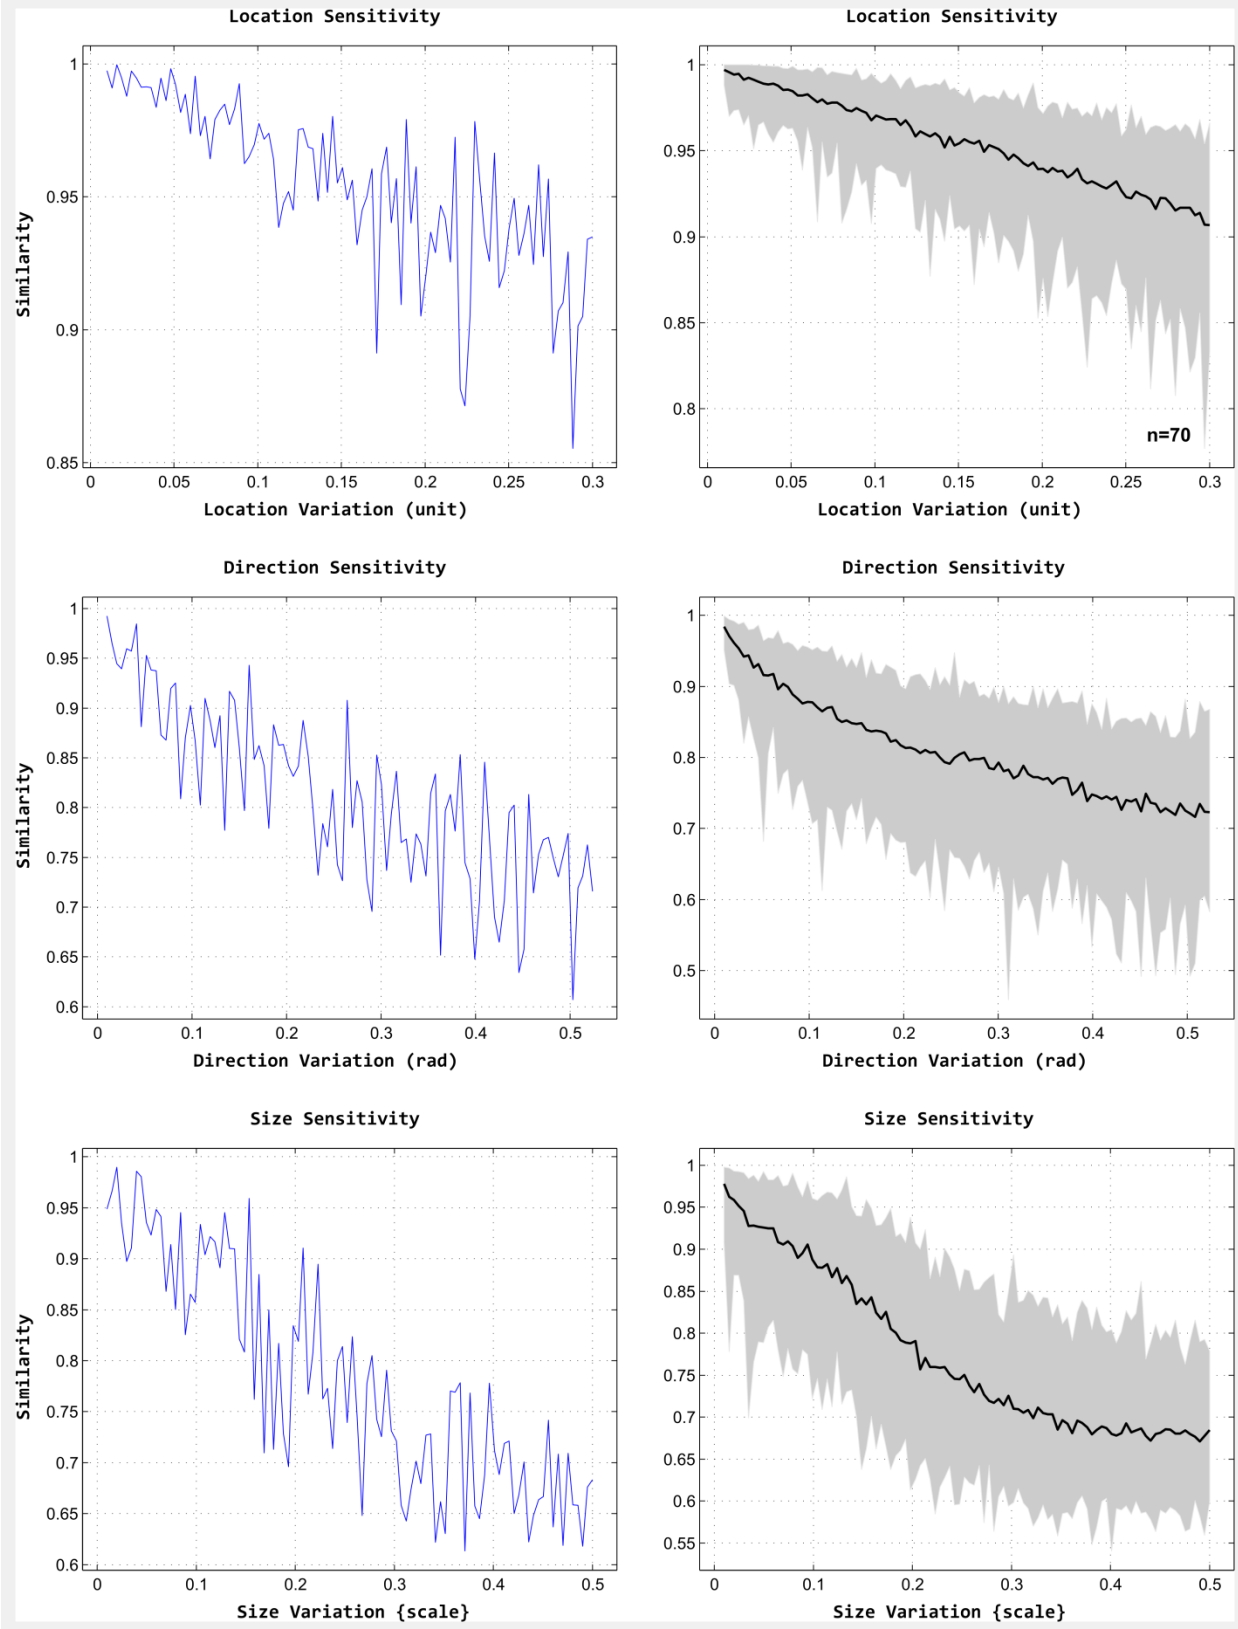 Location Sensitivity
Location Sensitivity
Similarity
1
0.95
0.9
0.85
0 0.05 0.1 0.15 0.2 0.25 0.3
Location Variation (unit)
1
0.95
0.9
0.85
0.8
n=70
0 0.05 0.1 0.15 0.2 0.25 0.3
Location Variation (unit)
Direction Sensitivity
Direction Sensitivity
Similarity
1
0.95
0.9
0.85
0.8
0.75
0.7
0.65
0.6
0 0.1 0.2 0.3 0.4 0.5
Direction Variation (rad)
1
0.9
0.8
0.7
0.6
0.5
0 0.1 0.2 0.3 0.4 0.5
Direction Variation (rad)
Size Sensitivity
Size Sensitivity
Similarity
1
0.95
0.9
0.85
0.8
0.75
0.7
0.65
0.6
0 0.1 0.2 0.3 0.4 0.5
Size Variation {scale}
1
0.95
0.9
0.85
0.8
0.75
0.7
0.65
0.6
0.55
0 0.1 0.2 0.3 0.4 0.5
Size Variation {scale}